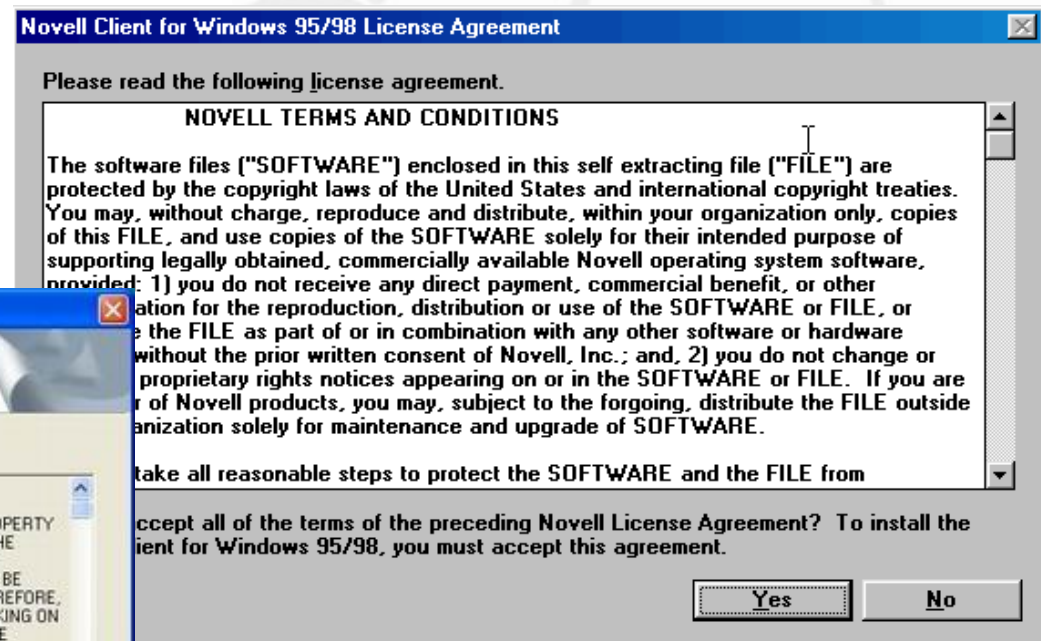 Novell Client for Windows 95/98 License Agreement
Please read the following license agreement.
NOVELL TERMS AND CONDITIONS
The software files ("SOFTWARE") enclosed in this self extracting file ("FILE") are
protected by the copyright laws of the United States and international copyright treaties.
You may, without charge, reproduce and distribute, within your organization only, copies
of this FILE, and use copies of the SOFTWARE solely for their intended purpose of
supporting legally obtained, commercially available Novell operating system software,
provided: 1) you do not receive any direct payment, commercial benefit, or other
ation for the reproduction, distribution or use of the SOFTWARE or FILE, or
e the FILE as part of or in combination with any other software or hardware
without the prior written consent of Novell, Inc.; and, 2) you do not change or
proprietary rights notices appearing on or in the SOFTWARE or FILE. If you are
r of Novell products, you may, subject to the forgoing, distribute the FILE outside
anization solely for maintenance and upgrade of SOFTWARE.
take all reasonable steps to protect the SOFTWARE and the FILE from
ccept all of the terms of the preceding Novell License Agreement? To install the
ient for Windows 95/98, you must accept this agreement.
Yes No
OPERTY
HE
BE
REFORE,
KING ON
E